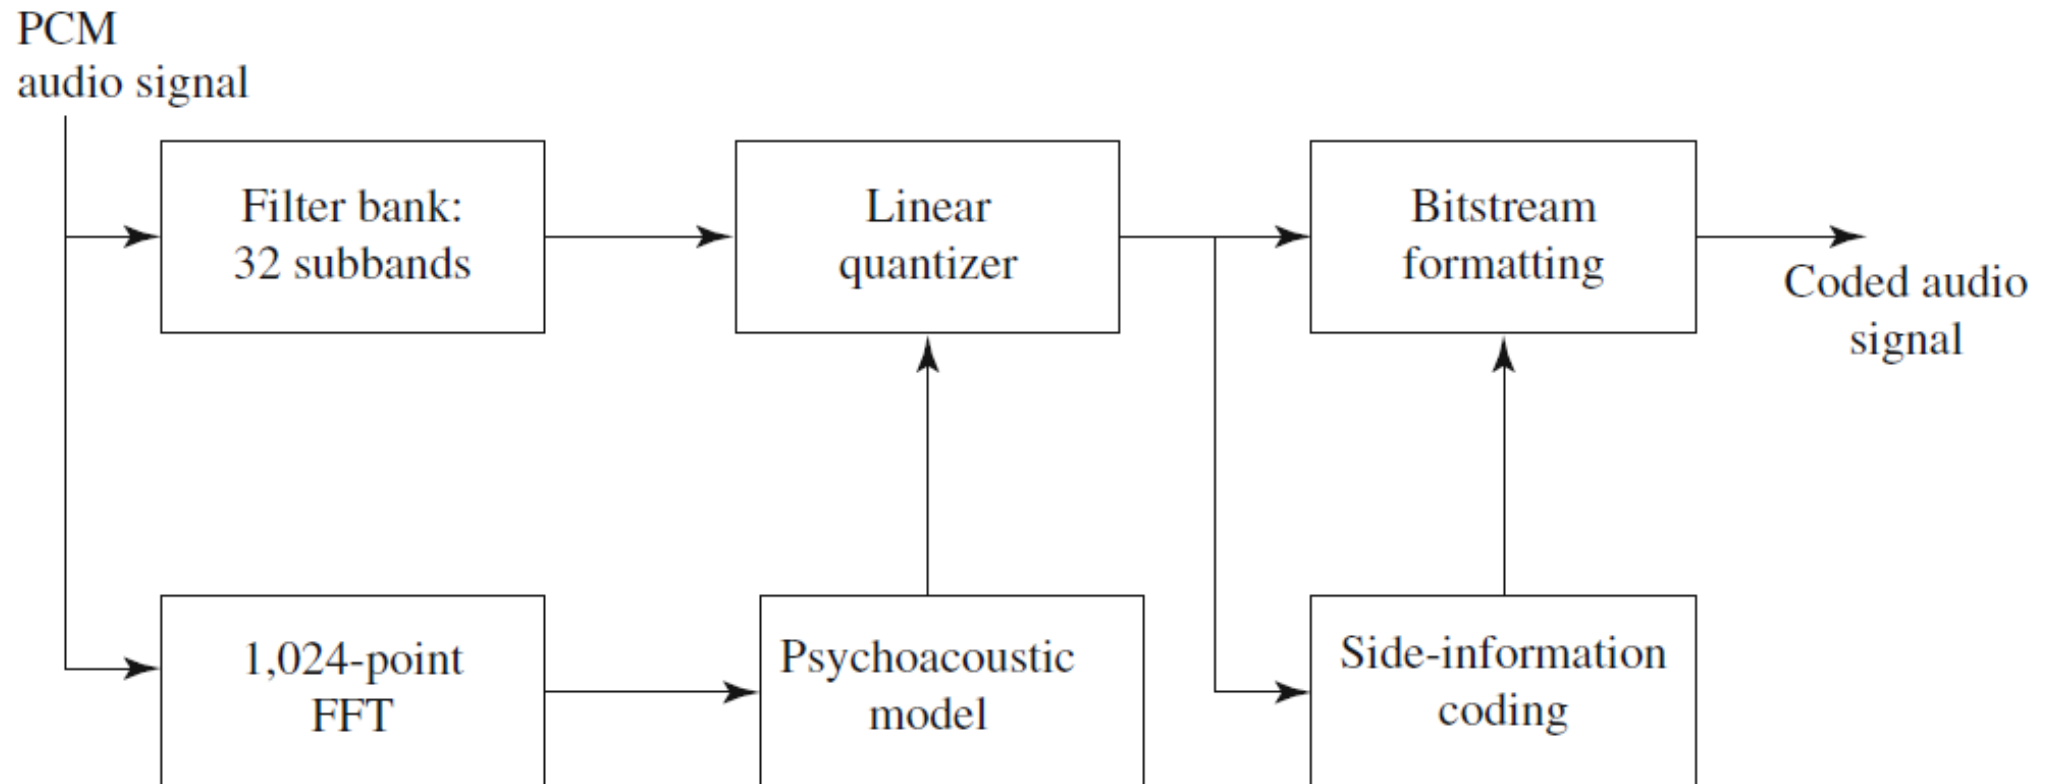 PCM
audio signal
Filter bank:
32 subbands
Linear
quantizer
Bitstream
formatting
Coded audio
signal
1,024-point
FFT
Psychoacoustic
model
Side-information
coding